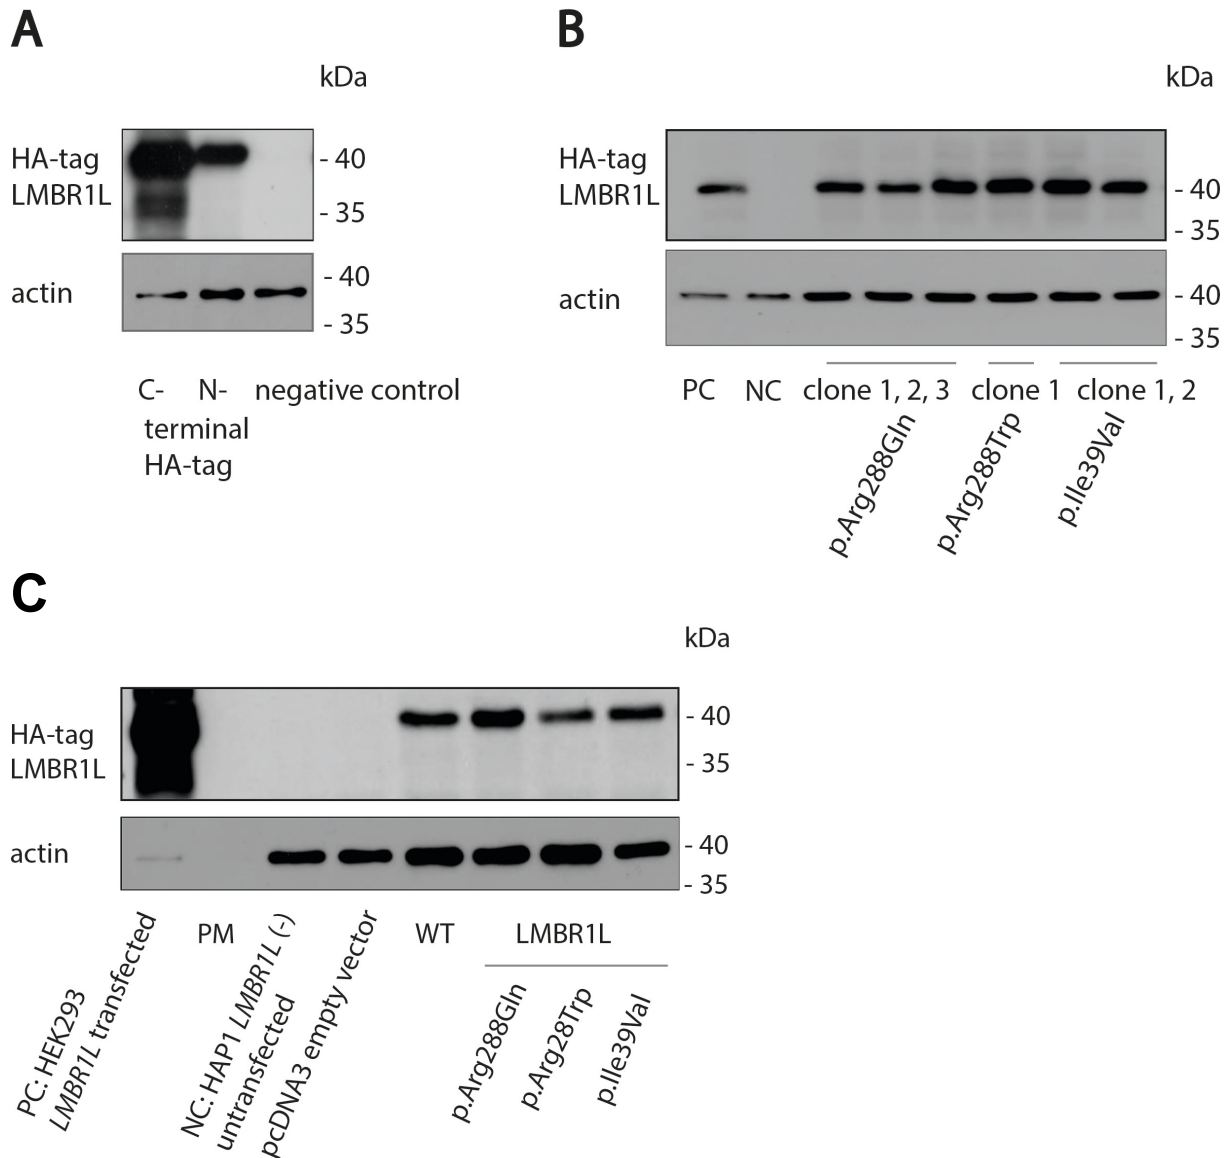 A
kDa
HA-tag
LMBR1L
- 40
- 35
actin
- 40
- 35
C- N- negative control
terminal
HA-tag
B
kDa
HA-tag
LMBR1L
- 40
- 35
actin
- 40
- 35
PC NC clone 1, 2, 3 clone 1 clone 1, 2
p.Arg288Gln
p.Arg288Trp
p.Ile39Val
C
kDa
HA-tag
LMBR1L
- 40
- 35
actin
- 40
- 35
PC: HEK293
LMBR1L transfected
PM
NC: HAP1 LMBR1L (-)
untransfected
pcDNA3 empty vector
WT
LMBR1L
p.Arg288Gln
p.Arg28Trp
p.Ile39Val